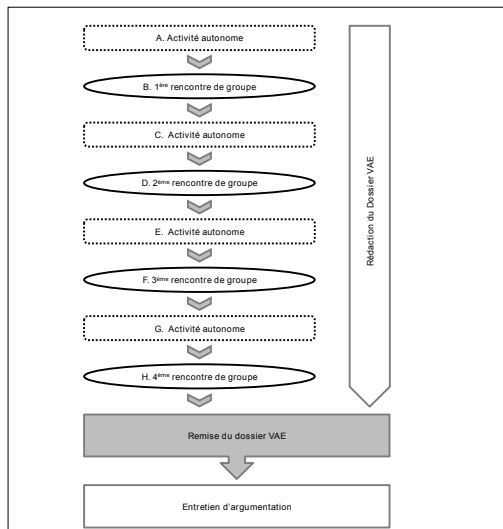 A. Activité autonome
B. 1ère rencontre de groupe
C. Activité autonome
D. 2ème rencontre de groupe
E. Activité autonome
F. 3ème rencontre de groupe
G. Activité autonome
H. 4ème rencontre de groupe
Remise du dossier VAE
Entretien d'argumentation
Rédaction du Dossier VAE